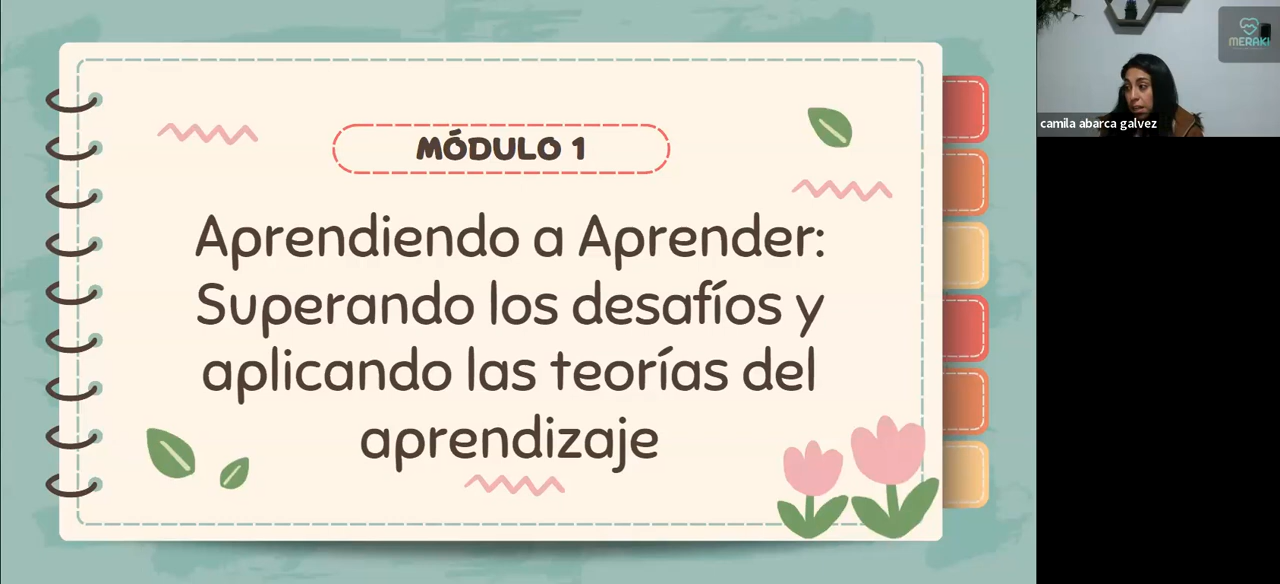 MÓDULO 1
Aprendiendo a Aprender:
Superando los desafíos y
aplicando las teorías del
aprendizaje
MERAKI
camila abarca galvez